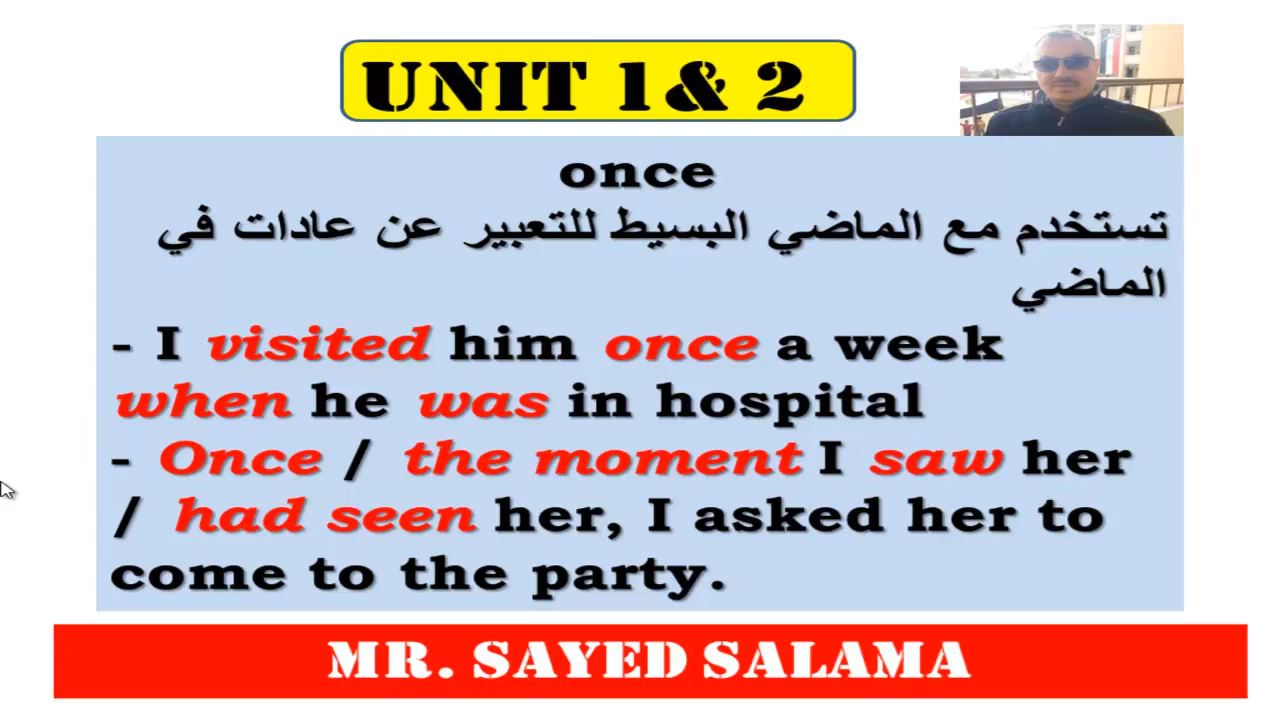 UNIT 1& 2
once
تستخدم مع الماضي البسيط للتعبير عن عادات في
الماضي
- I visited him once a week
when he was in hospital
- Once / the moment I saw her
/ had seen her, I asked her to
come to the party.
MR. SAYED SALAMA